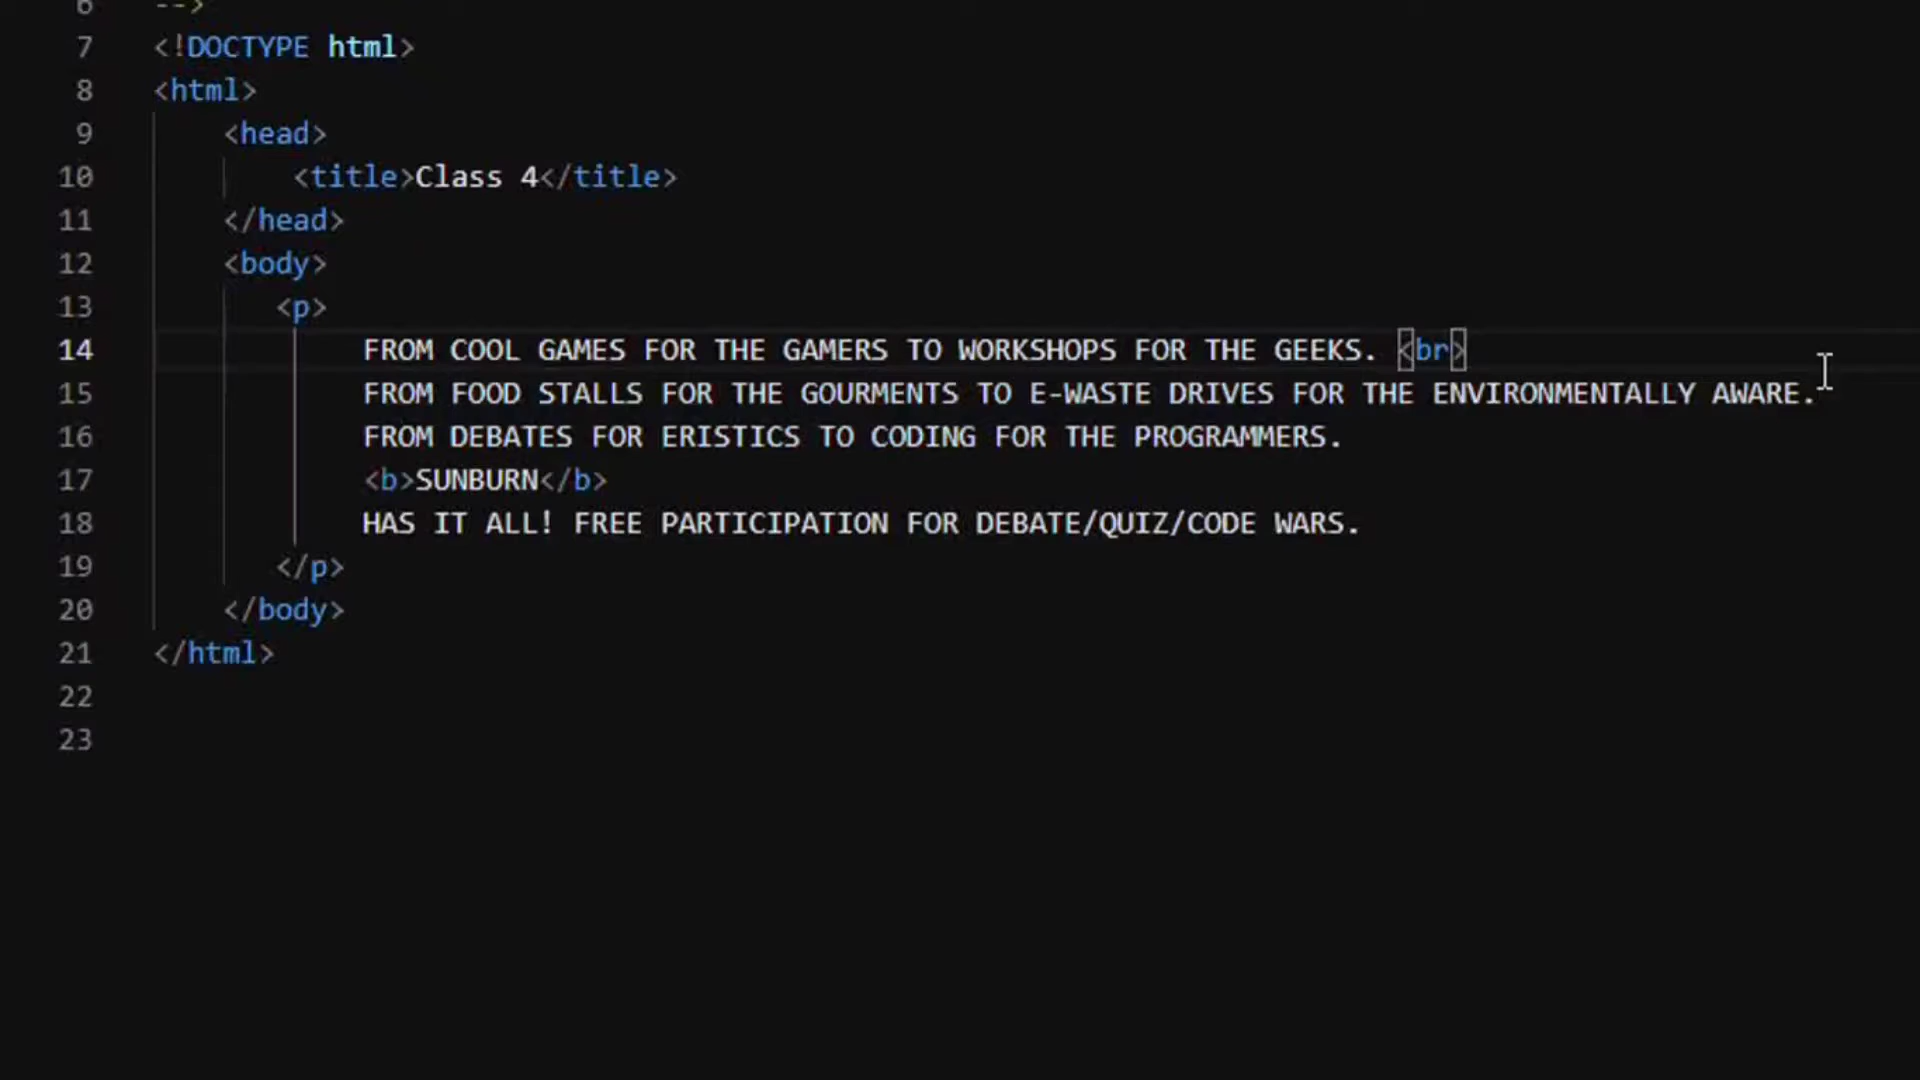 6 -->
7 <!DOCTYPE html>
8 <html>
9 <head>
10 <title>Class 4</title>
11 </head>
12 <body>
13 <p>
14 FROM COOL GAMES FOR THE GAMERS TO WORKSHOPS FOR THE GEEKS. <br>
15 FROM FOOD STALLS FOR THE GOURMENTS TO E-WASTE DRIVES FOR THE ENVIRONMENTALLY AWARE.
16 FROM DEBATES FOR ERISTICS TO CODING FOR THE PROGRAMMERS.
17 <b>SUNBURN</b>
18 HAS IT ALL! FREE PARTICIPATION FOR DEBATE/QUIZ/CODE WARS.
19 </p>
20 </body>
21 </html>
22
23